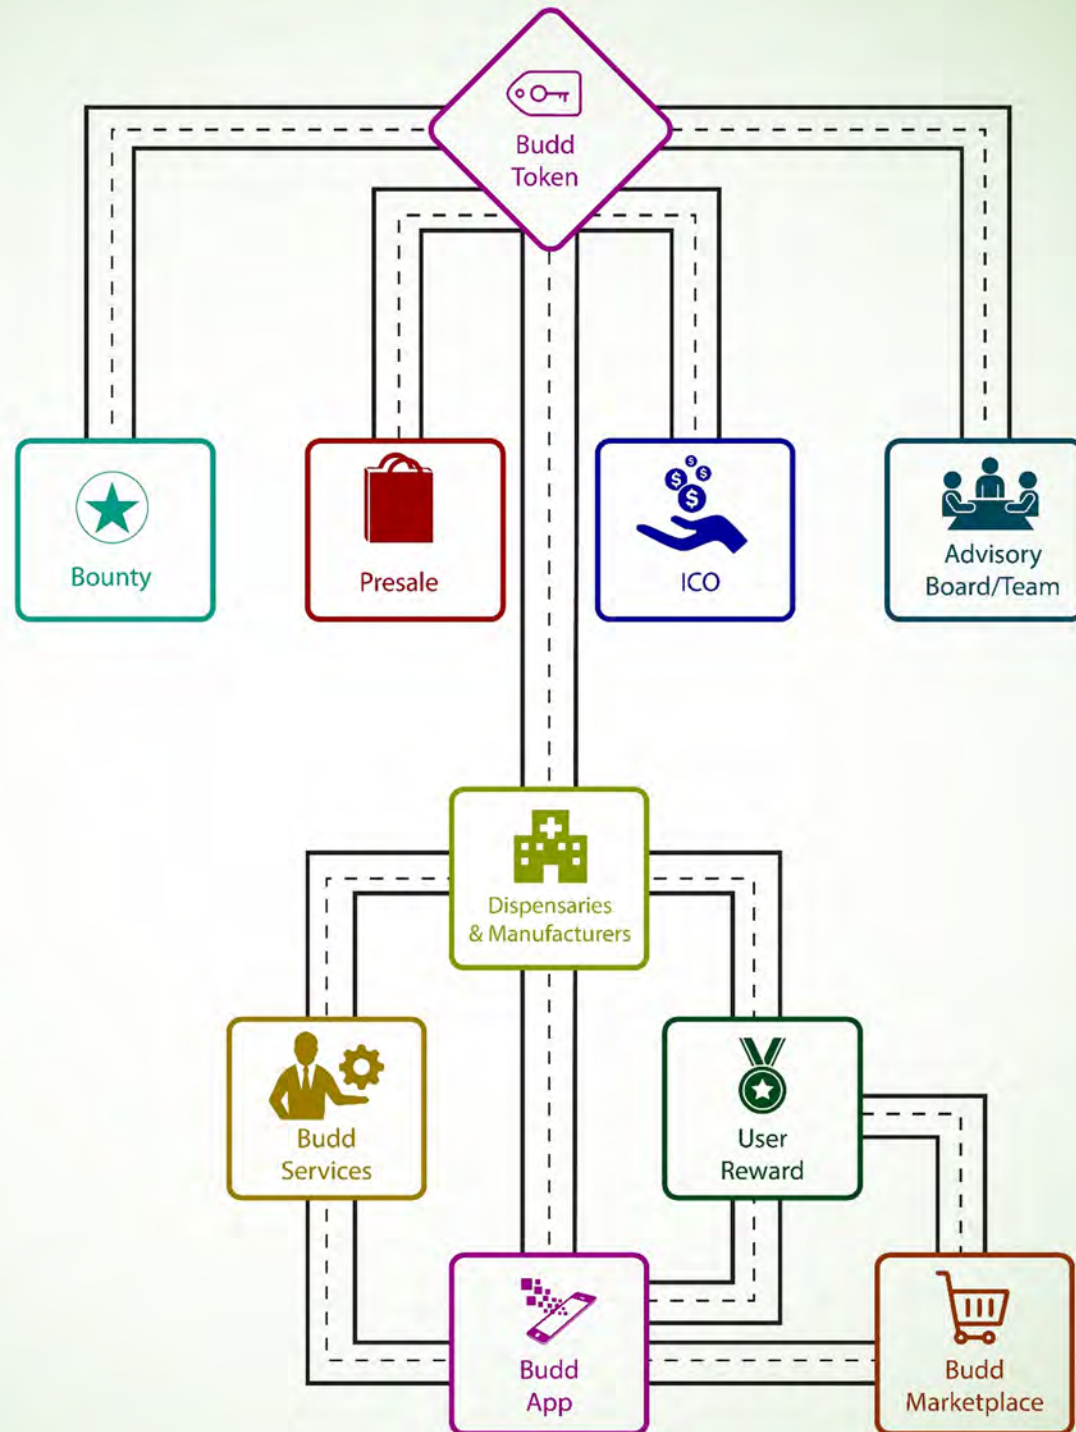 Budd
Token
Bounty
Presale
ICO
Advisory
Board/Team
Dispensaries
& Manufacturers
Budd
Services
User
Reward
Budd
App
Budd
Marketplace